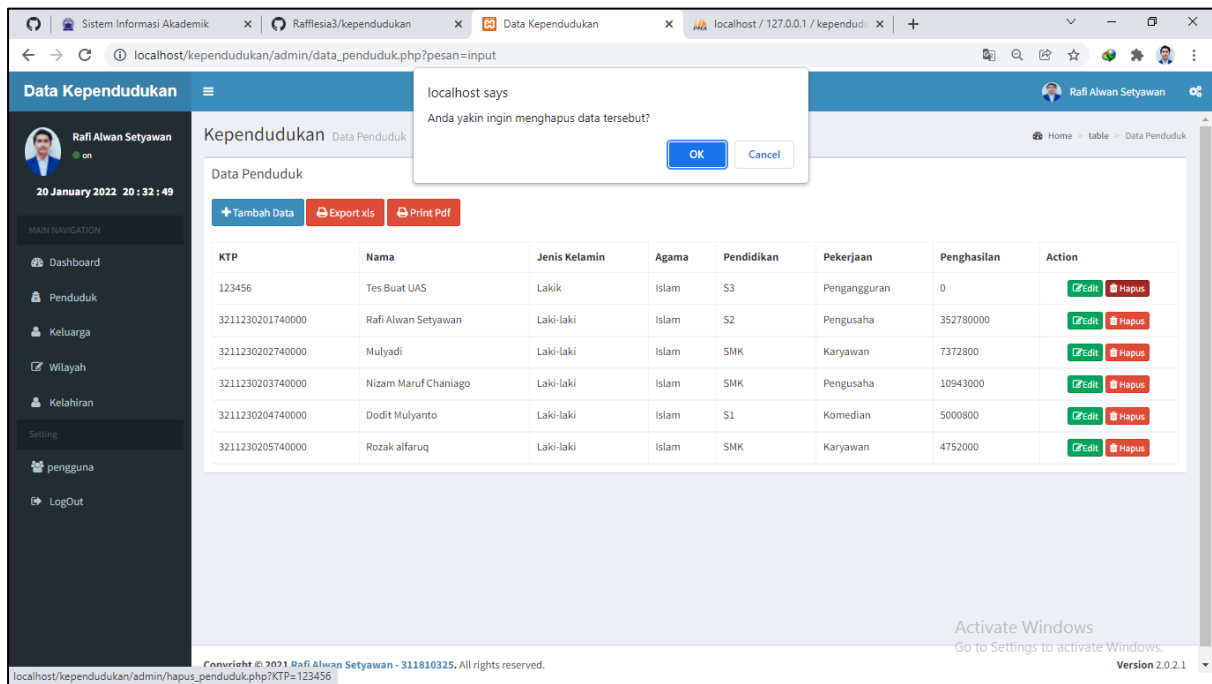 Sistem Informasi Akademik
Rafflesia3/kependudukan
Data Kependudukan
localhost / 127.0.0.1 / kependudu
localhost/kependudukan/admin/data_penduduk.php?pesan=input
localhost says
Anda yakin ingin menghapus data tersebut?
OK
Cancel
Data Kependudukan
Rafi Alwan Setyawan
Rafi Alwan Setyawan
on
20 January 2022 20 : 32 : 49
MAIN NAVIGATION
Dashboard
Penduduk
Keluarga
Wilayah
Kelahiran
Setting
pengguna
LogOut
Kependudukan Data Penduduk
Home > table > Data Penduduk
Data Penduduk
Tambah Data Export xls Print Pdf
KTP Nama Jenis Kelamin Agama Pendidikan Pekerjaan Penghasilan Action
123456 Tes Buat UAS Lakik Islam S3 Pengangguran 0 Edit Hapus
3211230201740000 Rafi Alwan Setyawan Laki-laki Islam S2 Pengusaha 352780000 Edit Hapus
3211230202740000 Mulyadi Laki-laki Islam SMK Karyawan 7372800 Edit Hapus
3211230203740000 Nizam Maruf Chaniago Laki-laki Islam SMK Pengusaha 10943000 Edit Hapus
3211230204740000 Dodit Mulyanto Laki-laki Islam S1 Komedian 5000800 Edit Hapus
3211230205740000 Rozak alfaruq Laki-laki Islam SMK Karyawan 4752000 Edit Hapus
Activate Windows
Go to Settings to activate Windows.
Copyright © 2021 Rafi Alwan Setyawan - 311810325. All rights reserved.
Version 2.0.2.1
localhost/kependudukan/admin/hapus_penduduk.php?KTP=123456